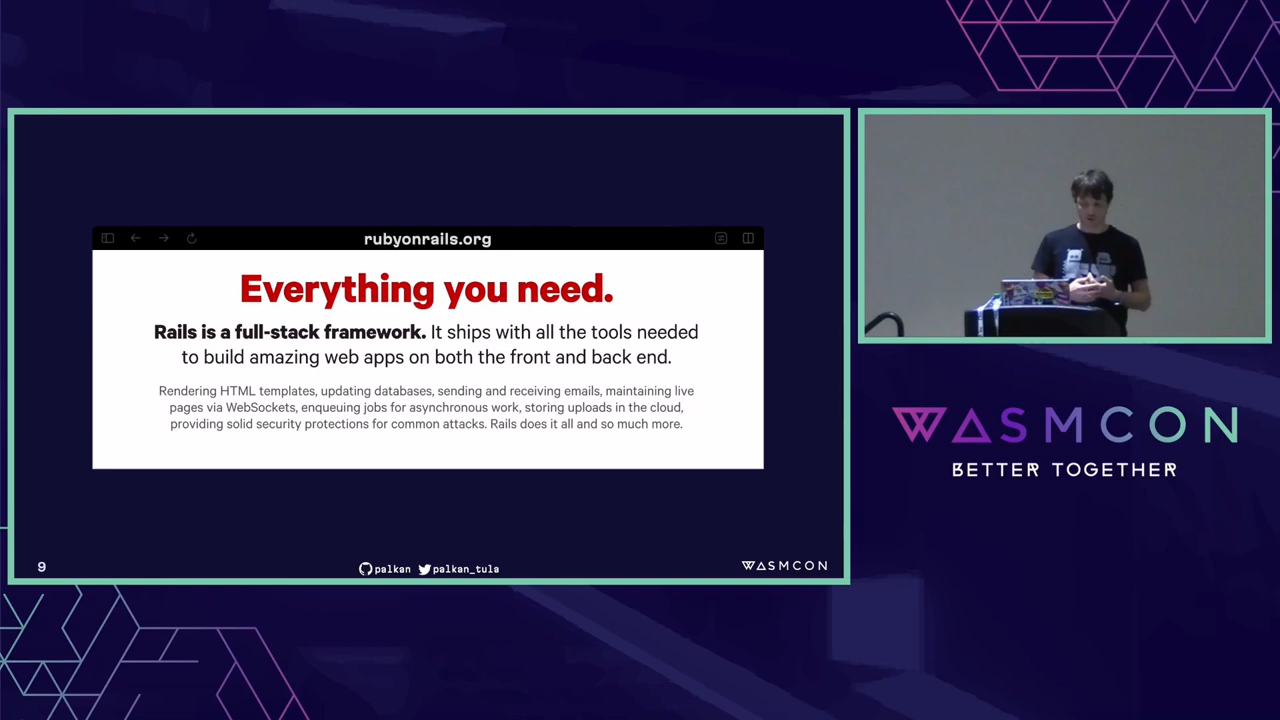 rubyonrails.org
Everything you need.
Rails is a full-stack framework. It ships with all the tools needed
to build amazing web apps on both the front and back end.
Rendering HTML templates, updating databases, sending and receiving emails, maintaining live
pages via WebSockets, enqueuing jobs for asynchronous work, storing uploads in the cloud,
providing solid security protections for common attacks. Rails does it all and so much more.
9
palkan palkan_tula
WASMCON
WASMCON
BETTER TOGETHER